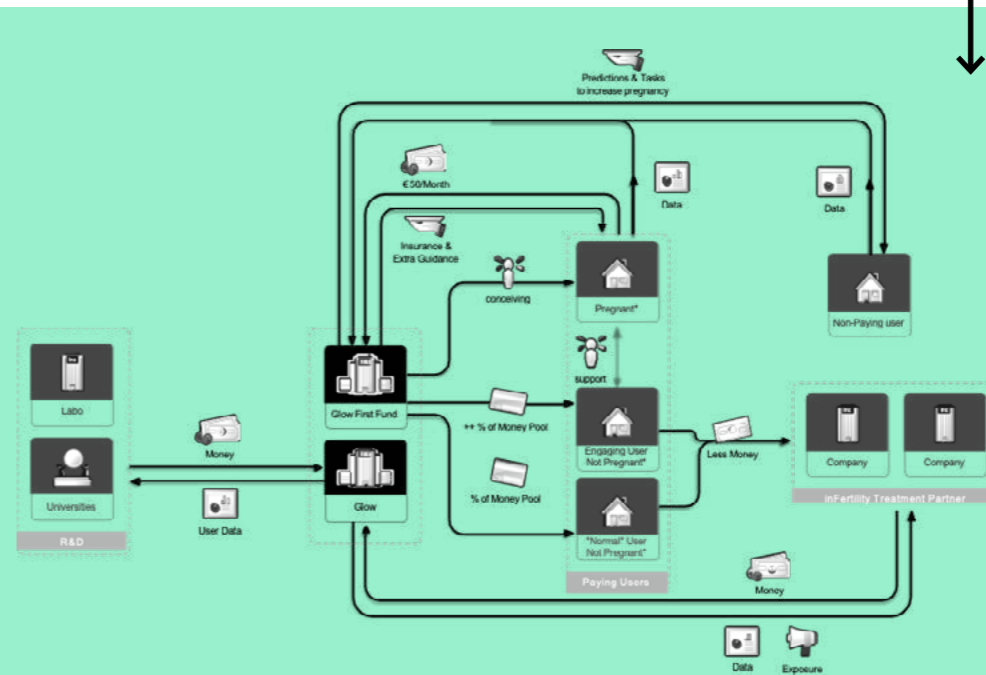 Predictions & Tasks
to increase pregnancy
€50/Month
Data
Data
Insurance &
Extra Guidance
conceiving
Pregnant*
Non-Paying user
Labo
Glow First Fund
support
Money
++ % of Money Pool
Engaging User
Not Pregnant*
Less Money
Company
Company
Universities
Glow
% of Money Pool
inFertility Treatment Partner
User Data
R&D
"Normal" User
Not Pregnant*
Paying Users
Money
Data
Exposure